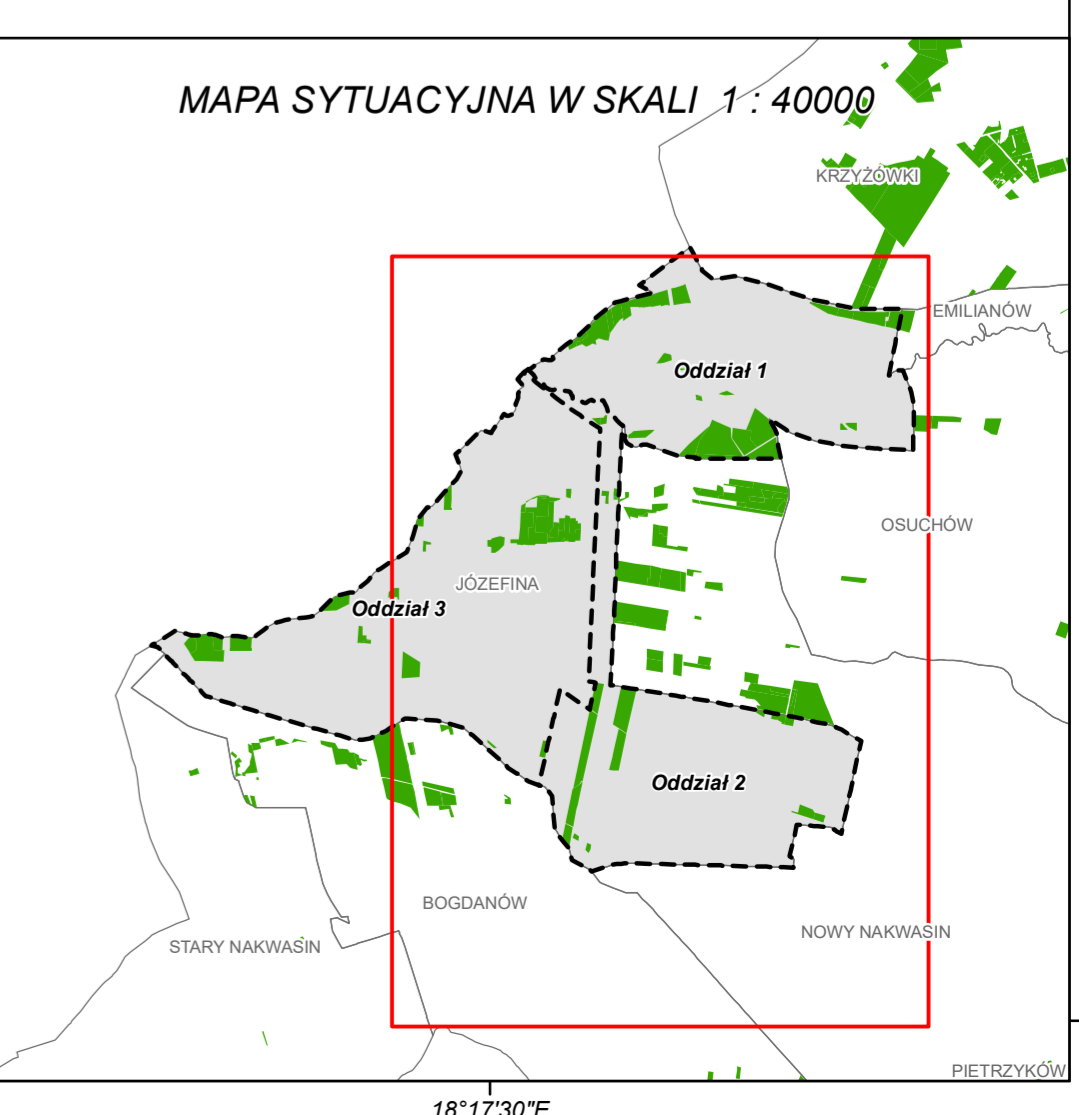 MAPA SYTUACYJNA W SKALI 1 : 40000
KRZYŻÓWKI
EMILIANÓW
Oddział 1
OSUCHÓW
JÓZEFINA
Oddział 3
Oddział 2
BOGDANÓW
NOWY NAKWASIN
STARY NAKWASIN
PIETRZYKÓW
18°17'30"E